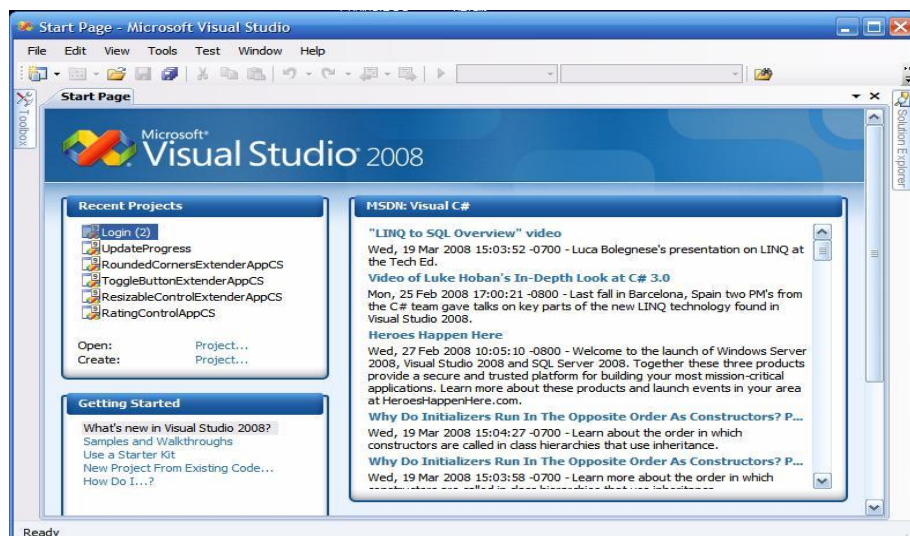 Start Page - Microsoft Visual Studio
File Edit View Tools Test Window Help
Toolbox
Start Page
Solution Explorer
Microsoft®
Visual Studio® 2008
Recent Projects
Login (2)
UpdateProgress
RoundedCornersExtenderAppCS
ToggleButtonExtenderAppCS
ResizableControlExtenderAppCS
RatingControlAppCS
Open: Project...
Create: Project...
Getting Started
What's new in Visual Studio 2008?
Samples and Walkthroughs
Use a Starter Kit
New Project From Existing Code...
How Do I...?
MSDN: Visual C#
"LINQ to SQL Overview" video
Wed, 19 Mar 2008 15:03:52 -0700 - Luca Bolegnese's presentation on LINQ at
the Tech Ed.
Video of Luke Hoban's In-Depth Look at C# 3.0
Mon, 25 Feb 2008 17:00:21 -0800 - Last fall in Barcelona, Spain two PM's from
the C# team gave talks on key parts of the new LINQ technology found in
Visual Studio 2008.
Heroes Happen Here
Wed, 27 Feb 2008 10:05:10 -0800 - Welcome to the launch of Windows Server
2008, Visual Studio 2008 and SQL Server 2008. Together these three products
provide a secure and trusted platform for building your most mission-critical
applications. Learn more about these products and launch events in your area
at HeroesHappenHere.com.
Why Do Initializers Run In The Opposite Order As Constructors? P...
Wed, 19 Mar 2008 15:04:27 -0700 - Learn about the order in which
constructors are called in class hierarchies that use inheritance.
Why Do Initializers Run In The Opposite Order As Constructors? P...
Wed, 19 Mar 2008 15:03:58 -0700 - Learn more about the order in which
Ready